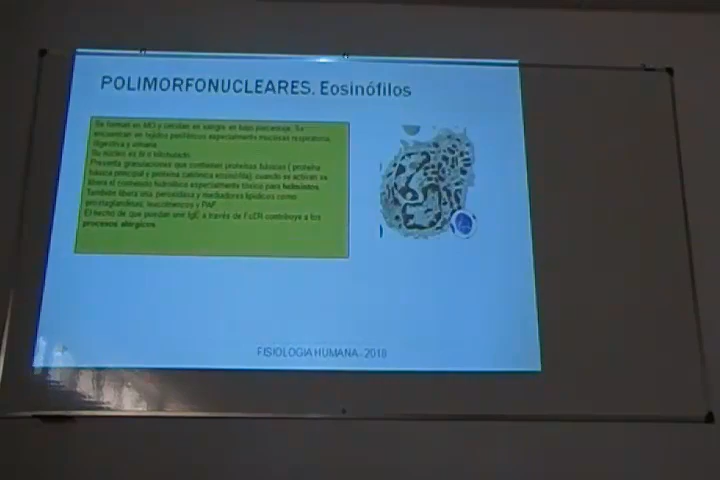 POLIMORFONUCLEARES. Eosinófilos
Se forman en MO y circulan en sangre en bajo porcentaje. Se
encuentran en tejidos periféricos especialmente mucosas respiratoria,
digestiva y urinaria.
Su núcleo es bi o trilobulado.
Presenta granulaciones que contienen proteínas básicas ( proteína
básica principal y proteína catiónica eosinófila), cuando se activan se
libera el contenido hidrolítico especialmente tóxico para helmintos.
También libera una peroxidasa y mediadores lipídicos como
prostaglandinas, leucotrienos y PAF.
El hecho de que puedan unir IgE a través de FcER contribuye a los
procesos alérgicos.
FISIOLOGIA HUMANA - 2018